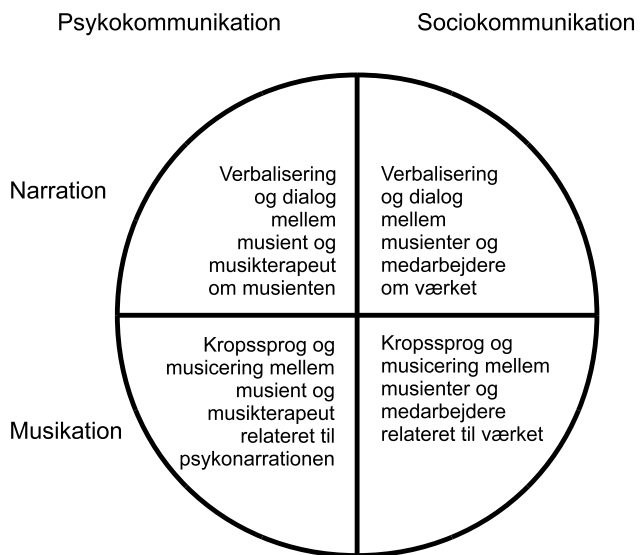 Psykokommunikation
Sociokommunikation
Narration
Verbalisering
og dialog
mellem
musient og
musikterapeut
om musienten
Verbalisering
og dialog
mellem
musienter og
medarbejdere
om værket
Musikation
Kropssprog og
musicering mellem
musient og
musikterapeut
relateret til
psykonarrationen
Kropssprog og
musicering mellem
musienter og
medarbejdere
relateret til værket